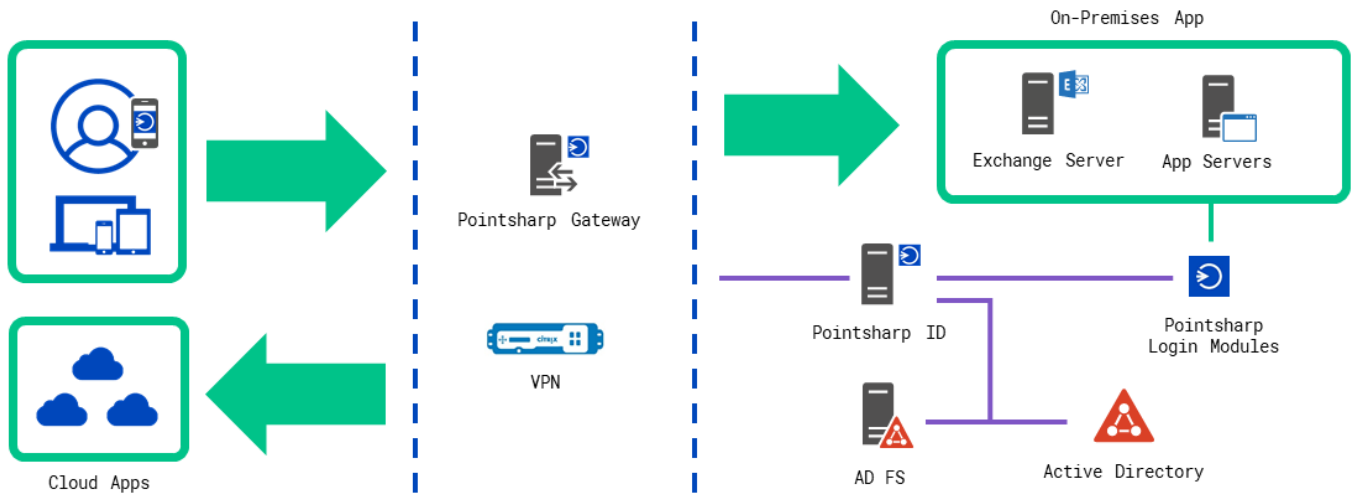 On-Premises App
Exchange Server
App Servers
Pointsharp Gateway
citrix
VPN
Pointsharp ID
Pointsharp
Login Modules
AD FS
Active Directory
Cloud Apps